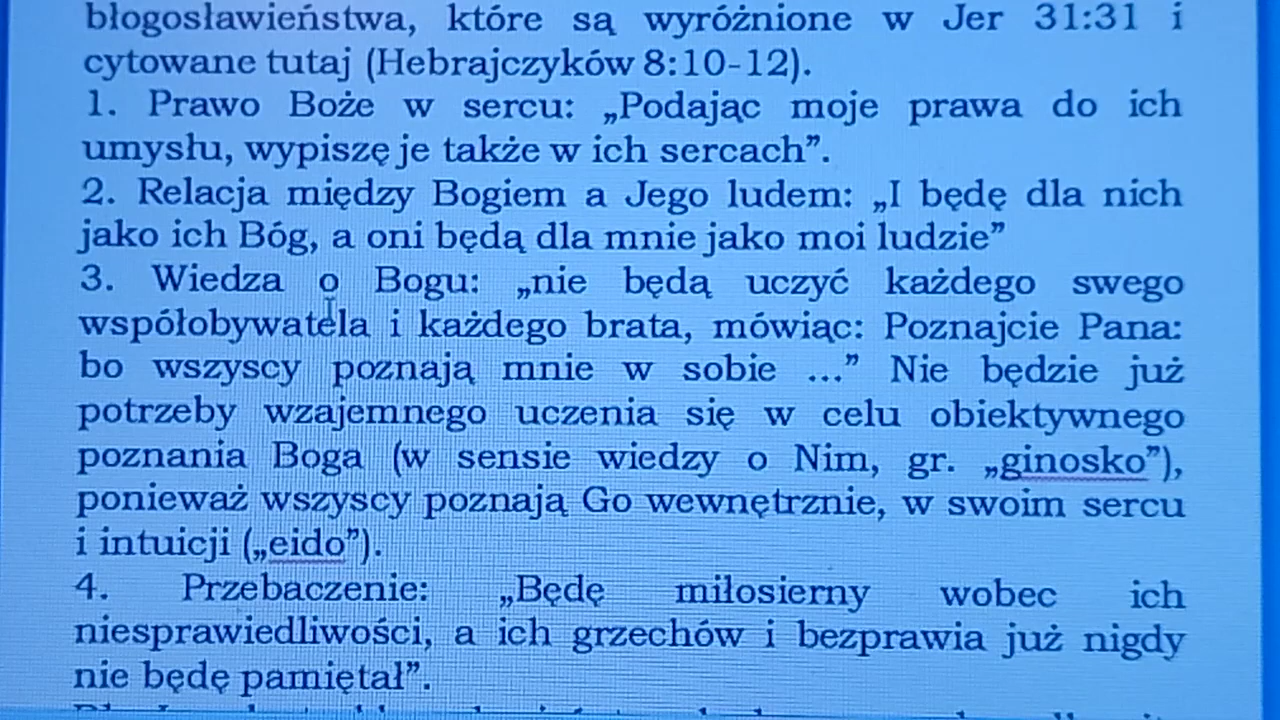 błogosławieństwa, które są wyróżnione w Jer 31:31 i
cytowane tutaj (Hebrajczyków 8:10-12).
1. Prawo Boże w sercu: „Podając moje prawa do ich
umysłu, wypiszę je także w ich sercach”.
2. Relacja między Bogiem a Jego ludem: „I będę dla nich
jako ich Bóg, a oni będą dla mnie jako moi ludzie”
3. Wiedza o Bogu: „nie będą uczyć każdego swego
współobywatela i każdego brata, mówiąc: Poznajcie Pana:
bo wszyscy poznają mnie w sobie ...” Nie będzie już
potrzeby wzajemnego uczenia się w celu obiektywnego
poznania Boga (w sensie wiedzy o Nim, gr. „ginosko”),
ponieważ wszyscy poznają Go wewnętrznie, w swoim sercu
i intuicji („eido”).
4. Przebaczenie: „Będę miłosierny wobec ich
niesprawiedliwości, a ich grzechów i bezprawia już nigdy
nie będę pamiętał”.